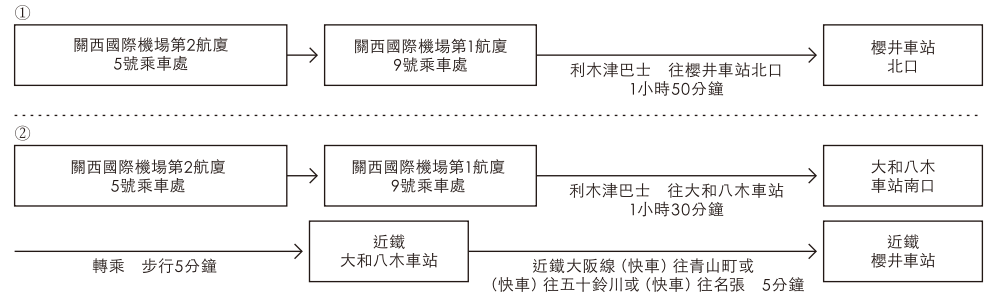 ①
關西國際機場第2航廈
5號乘車處
關西國際機場第1航廈
9號乘車處
利木津巴士　往櫻井車站北口
1小時50分鐘
櫻井車站
北口
②
關西國際機場第2航廈
5號乘車處
關西國際機場第1航廈
9號乘車處
利木津巴士　往大和八木車站
1小時30分鐘
大和八木
車站南口
轉乘　步行5分鐘
近鐵
大和八木車站
近鐵大阪線（快車）往青山町或
（快車）往五十鈴川或（快車）往名張　5分鐘
近鐵
櫻井車站